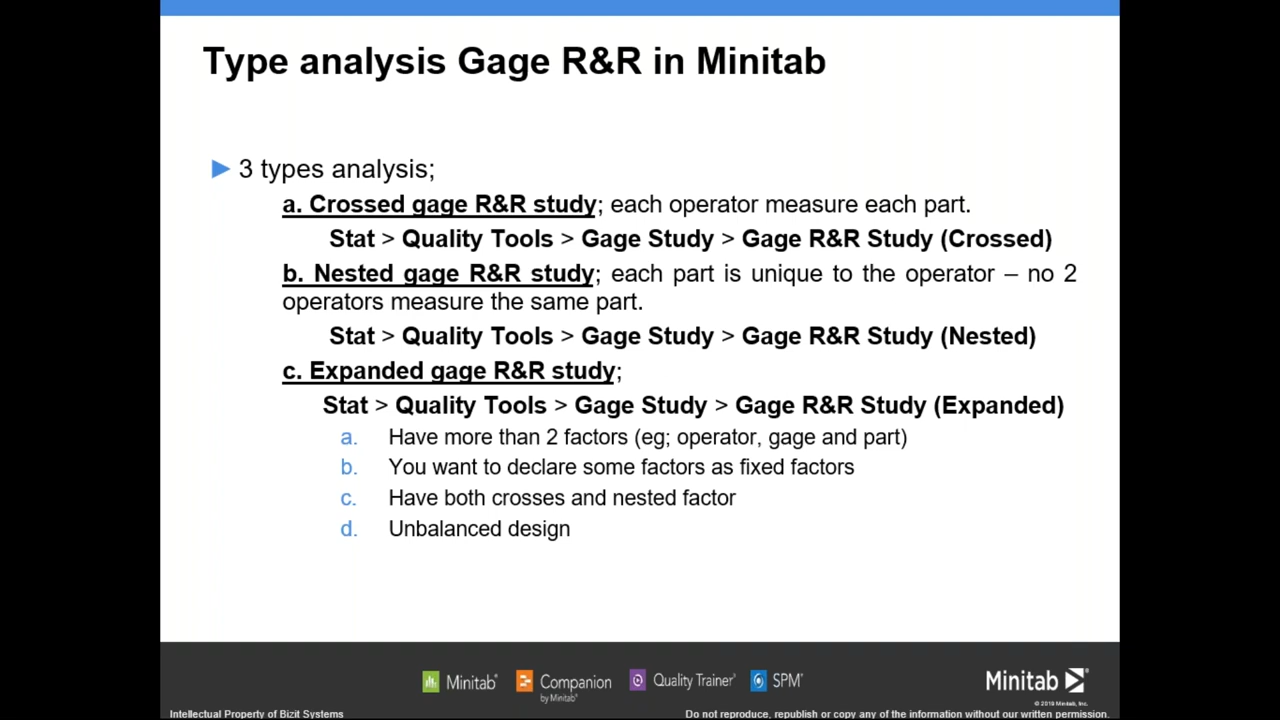 Type analysis Gage R&R in Minitab
3 types analysis;
a. Crossed gage R&R study; each operator measure each part.
Stat > Quality Tools > Gage Study > Gage R&R Study (Crossed)
b. Nested gage R&R study; each part is unique to the operator – no 2
operators measure the same part.
Stat > Quality Tools > Gage Study > Gage R&R Study (Nested)
c. Expanded gage R&R study;
Stat > Quality Tools > Gage Study > Gage R&R Study (Expanded)
a. Have more than 2 factors (eg; operator, gage and part)
b. You want to declare some factors as fixed factors
c. Have both crosses and nested factor
d. Unbalanced design
Minitab® Companion Quality Trainer® SPM® Minitab®
by Minitab®
© 2019 Minitab, Inc.
Intellectual Property of Bizit Systems Do not reproduce, republish or copy any of the information without our written permission.